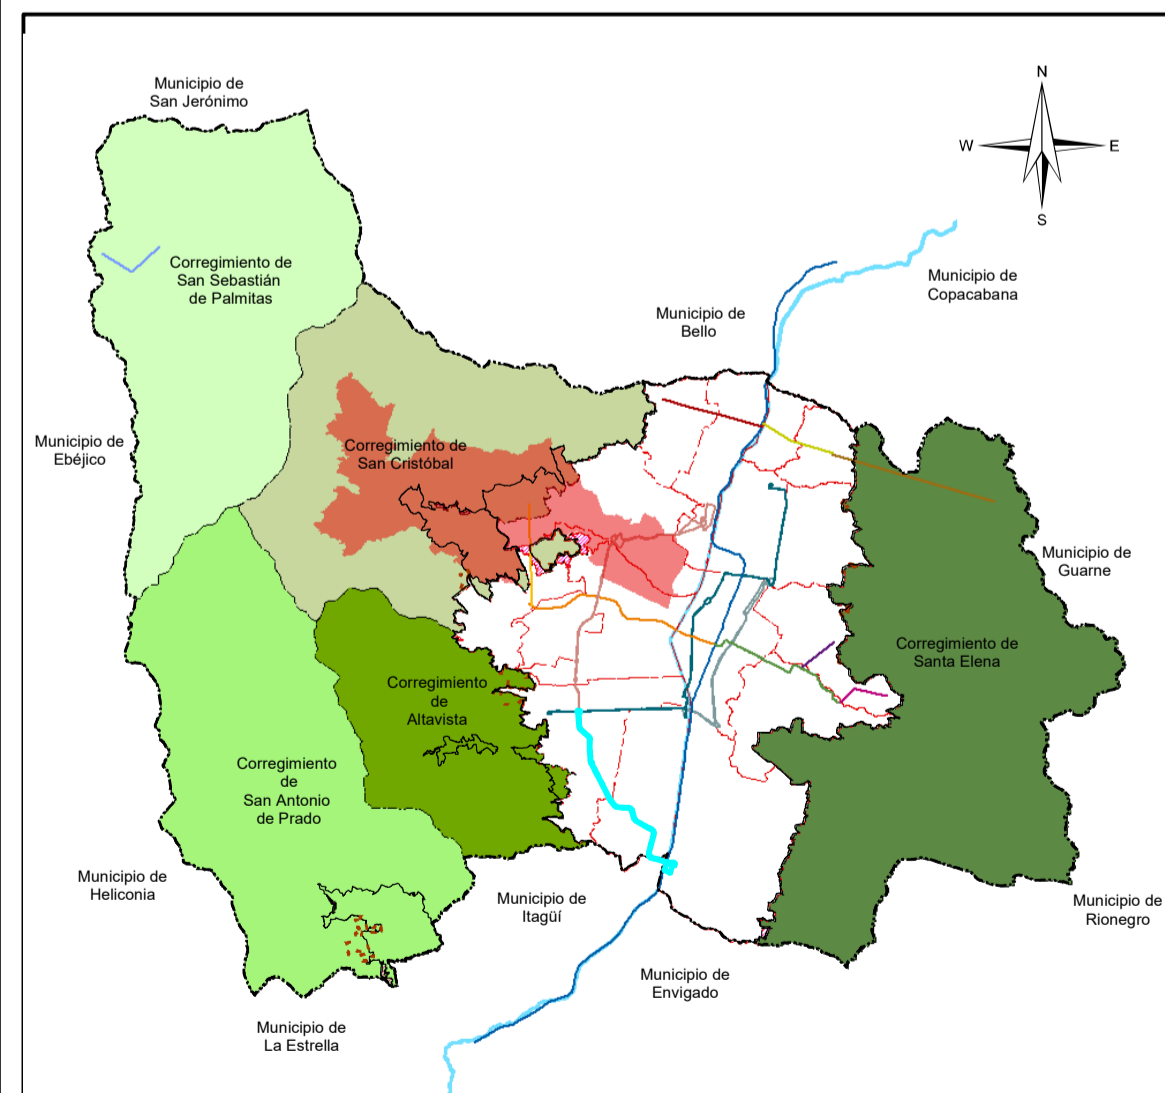 Municipio de
San Jerónimo
N
W
E
S
Corregimiento de
San Sebastián
de Palmitas
Municipio de
Copacabana
Municipio de
Bello
Municipio de
Ebéjico
Corregimiento de
San Cristóbal
Municipio de
Guarne
Corregimiento de
Santa Elena
Corregimiento
de
Altavista
Corregimiento
de
San Antonio
de Prado
Municipio de
Heliconia
Municipio de
Itagüí
Municipio de
Rionegro
Municipio de
Envigado
Municipio de
La Estrella